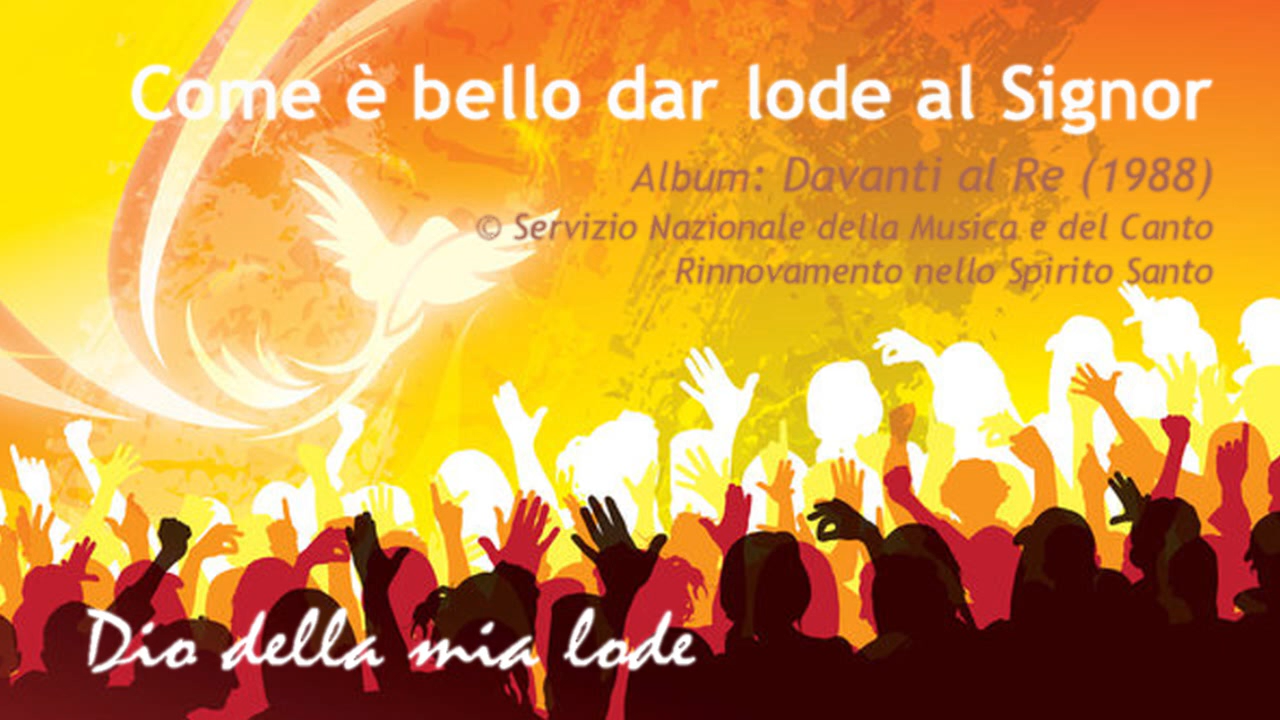 Come è bello dar lode al Signor
Album: Davanti al Re (1988)
© Servizio Nazionale della Musica e del Canto
Rinnovamento nello Spirito Santo
Dio della mia lode